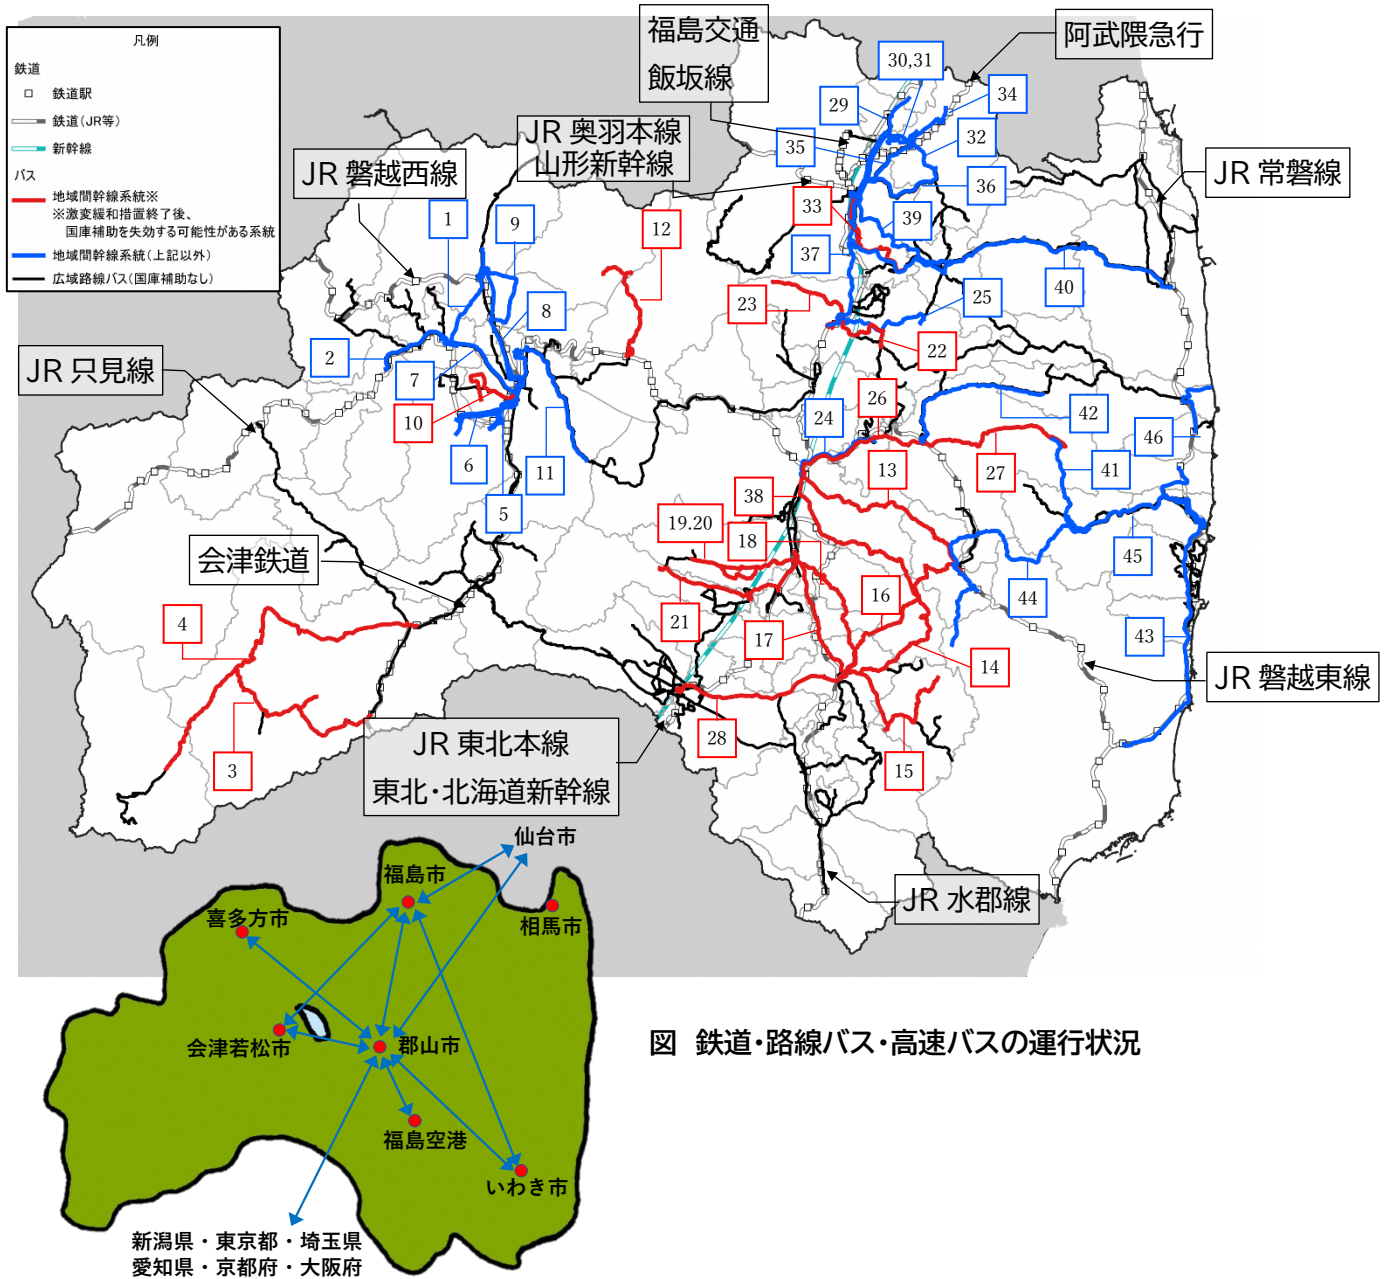 凡例
鉄道
鉄道駅
鉄道（JR等）
新幹線
バス
地域間幹線系統※
※激変緩和措置終了後、
国庫補助を失効する可能性がある系統
地域間幹線系統（上記以外）
広域路線バス（国庫補助なし）
福島交通
飯坂線
阿武隈急行
JR 奥羽本線
山形新幹線
JR 磐越西線
JR 常磐線
JR 只見線
会津鉄道
JR 東北本線
東北・北海道新幹線
JR 磐越東線
JR 水郡線
30,31
29
34
35
32
36
33
39
37
40
1
9
12
8
23
25
22
2
7
10
6
11
5
24
26
42
46
13
27
41
38
19.20
18
45
16
44
21
17
43
14
4
3
28
15
仙台市
福島市
喜多方市
相馬市
会津若松市
郡山市
福島空港
いわき市
新潟県・東京都・埼玉県
愛知県・京都府・大阪府
図 鉄道・路線バス・高速バスの運行状況